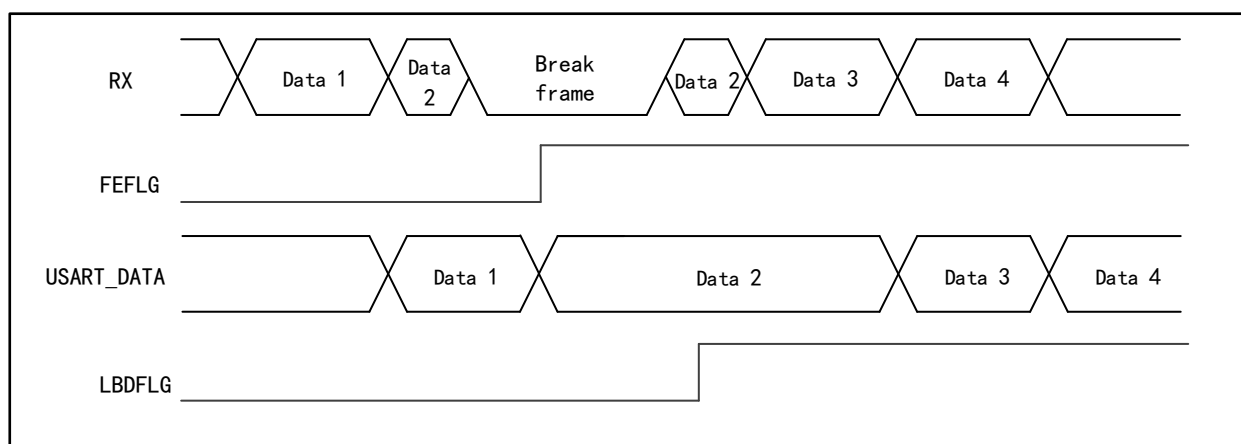 RX
Data 1
Data
2
Break
frame
Data 2
Data 3
Data 4
FEFLG
USART_DATA
Data 1
Data 2
Data 3
Data 4
LBDFLG